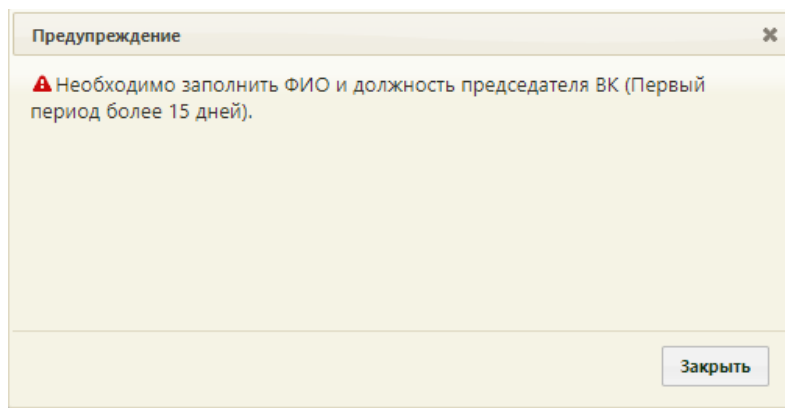 Предупреждение
Необходимо заполнить ФИО и должность председателя ВК (Первый
период более 15 дней).
Закрыть